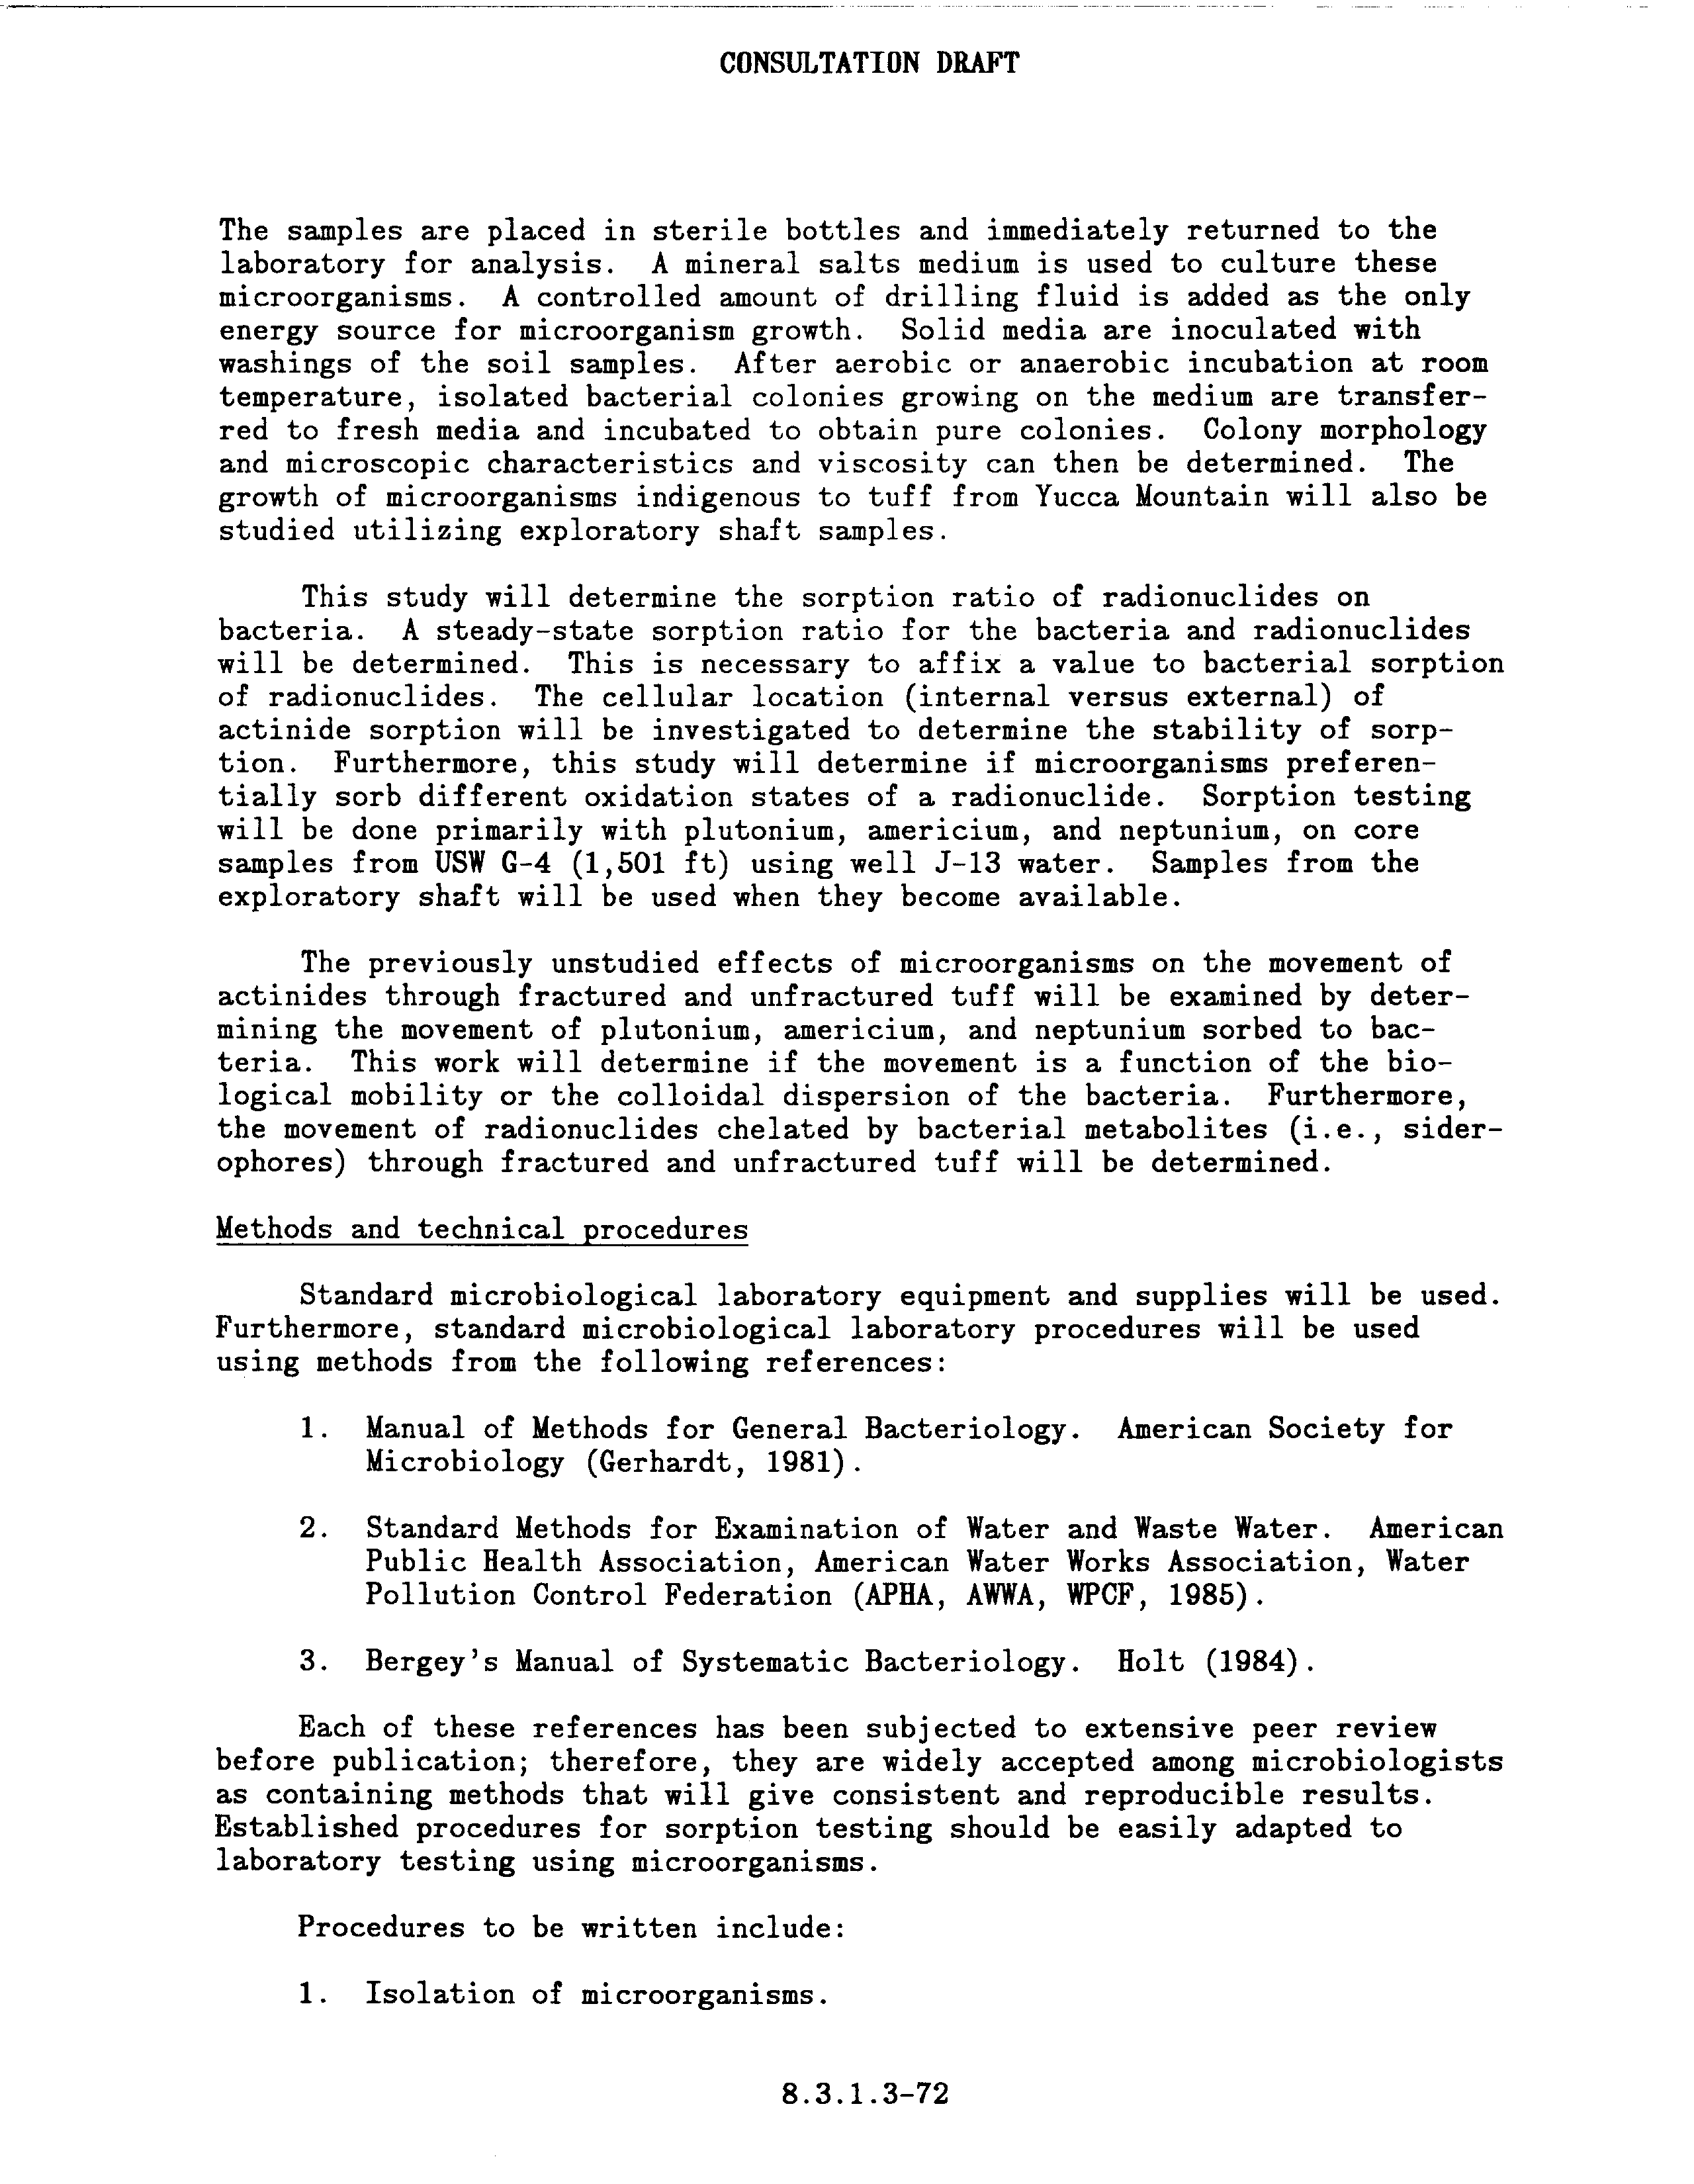 CONSULTATION DRAFT
The samples are placed in sterile bottles and immediately returned to the
laboratory for analysis.  A mineral salts medium is used to culture these
microorganisms.  A controlled amount of drilling fluid is added as the only
energy source for microorganism growth.  Solid media are inoculated with
washings of the soil samples.  After aerobic or anaerobic incubation at room
temperature, isolated bacterial colonies growing on the medium are transfer-
red to fresh media and incubated to obtain pure colonies.  Colony morphology
and microscopic characteristics and viscosity can then be determined.  The
growth of microorganisms indigenous to tuff from Yucca Mountain will also be
studied utilizing exploratory shaft samples.
This study will determine the sorption ratio of radionuclides on
bacteria.  A steady-state sorption ratio for the bacteria and radionuclides
will be determined.  This is necessary to affix a value to bacterial sorption
of radionuclides.  The cellular location (internal versus external) of
actinide sorption will be investigated to determine the stability of sorp-
tion.  Furthermore, this study will determine if microorganisms preferen-
tially sorb different oxidation states of a radionuclide.  Sorption testing
will be done primarily with plutonium, americium, and neptunium, on core
samples from USW G-4 (1,501 ft) using well J-13 water.  Samples from the
exploratory shaft will be used when they become available.
The previously unstudied effects of microorganisms on the movement of
actinides through fractured and unfractured tuff will be examined by deter-
mining the movement of plutonium, americium, and neptunium sorbed to bac-
teria.  This work will determine if the movement is a function of the bio-
logical mobility or the colloidal dispersion of the bacteria.  Furthermore,
the movement of radionuclides chelated by bacterial metabolites (i.e., sider-
ophores) through fractured and unfractured tuff will be determined.
Methods and technical procedures
Standard microbiological laboratory equipment and supplies will be used.
Furthermore, standard microbiological laboratory procedures will be used
using methods from the following references:
1.  Manual of Methods for General Bacteriology.  American Society for
Microbiology (Gerhardt, 1981).
2.  Standard Methods for Examination of Water and Waste Water.  American
Public Health Association, American Water Works Association, Water
Pollution Control Federation (APHA, AWWA, WPCF, 1985).
3.  Bergey's Manual of Systematic Bacteriology.  Holt (1984).
Each of these references has been subjected to extensive peer review
before publication; therefore, they are widely accepted among microbiologists
as containing methods that will give consistent and reproducible results.
Established procedures for sorption testing should be easily adapted to
laboratory testing using microorganisms.
Procedures to be written include:
1.  Isolation of microorganisms.
8.3.1.3-72